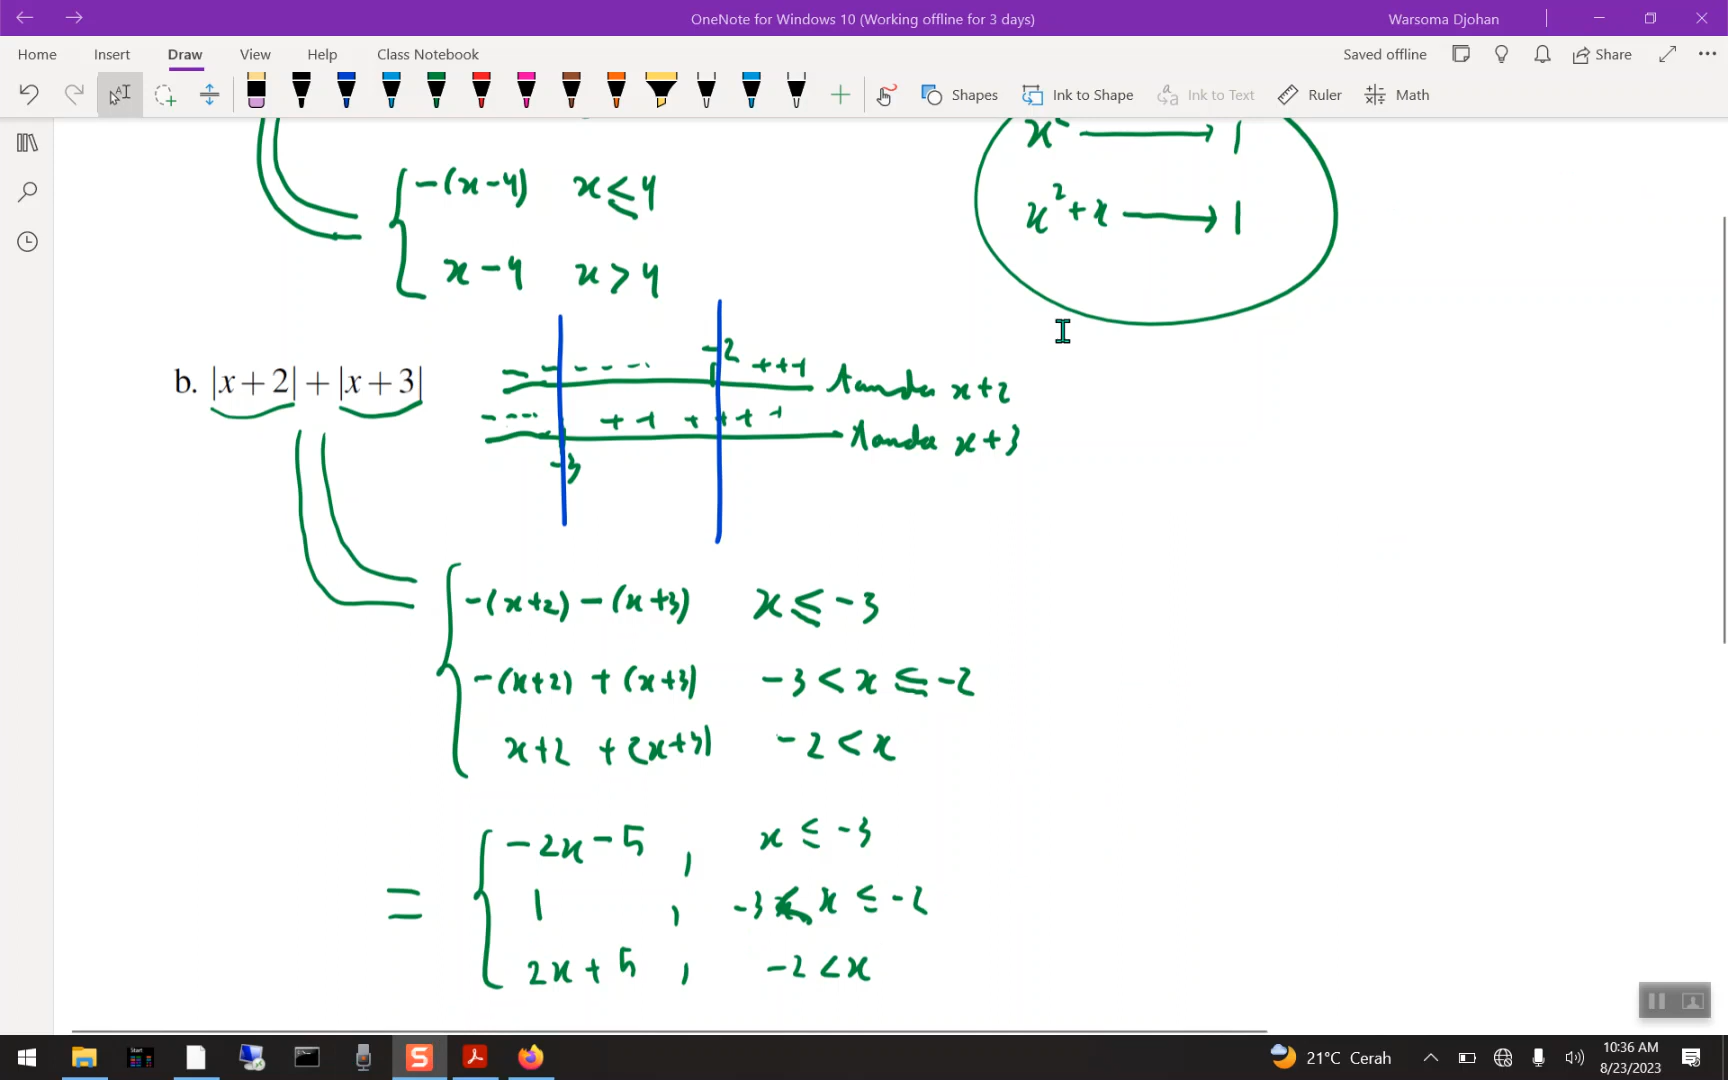 OneNote for Windows 10 (Working offline for 3 days)
Warsoma Djohan
Home Insert Draw View Help Class Notebook
Saved offline Share
Shapes Ink to Shape Ink to Text Ruler Math
-(x-4) x≤4
x-4 x>4
x² → 1
x²+x → 1
b. |x+2|+|x+3|
-2
-- - - - - +++ tanda x+2
- --- + + + + + + tanda x+3
-3
-(x+2) - (x+3) x ≤ -3
-(x+2) + (x+3) -3 < x ≤ -2
x+2 + (x+3) -2 < x
= -2x-5 , x ≤ -3
1 , -3 < x ≤ -2
2x+5 , -2 < x
21°C Cerah
10:36 AM
8/23/2023